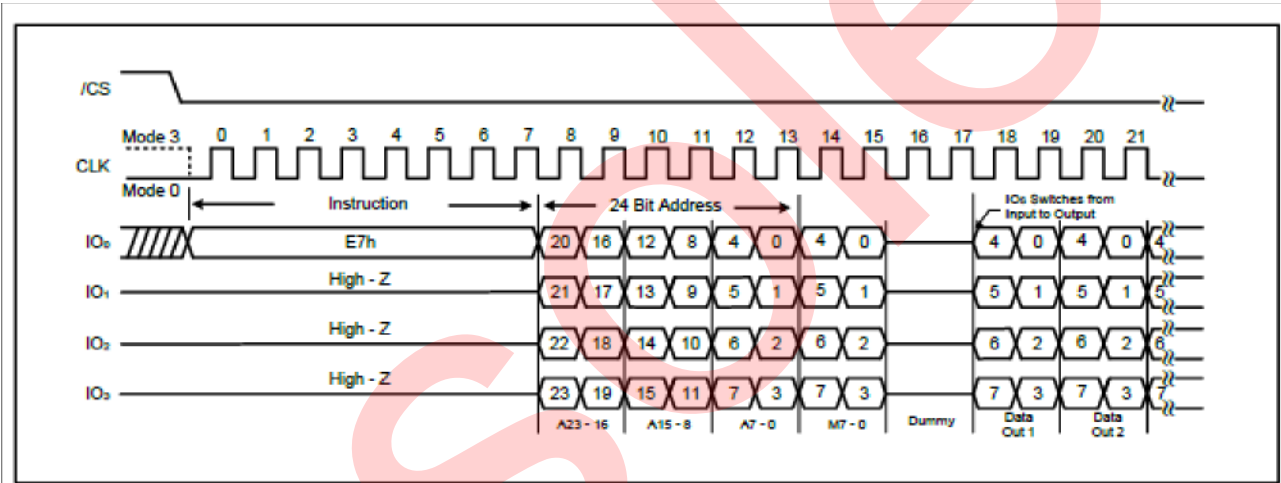 /CS
Mode 3 0 1 2 3 4 5 6 7 8 9 10 11 12 13 14 15 16 17 18 19 20 21
CLK
Mode 0
Instruction 24 Bit Address
IOs Switches from
Input to Output
IO₀ E7h 20 16 12 8 4 0 4 0 4 0 4 0 4
High - Z
IO₁ 21 17 13 9 5 1 5 1 5 1 5 1 5
High - Z
IO₂ 22 18 14 10 6 2 6 2 6 2 6 2 6
High - Z
IO₃ 23 19 15 11 7 3 7 3 7 3 7 3 7
A23 - 16 A15 - 8 A7 - 0 M7 - 0 Dummy Data
Out 1 Data
Out 2